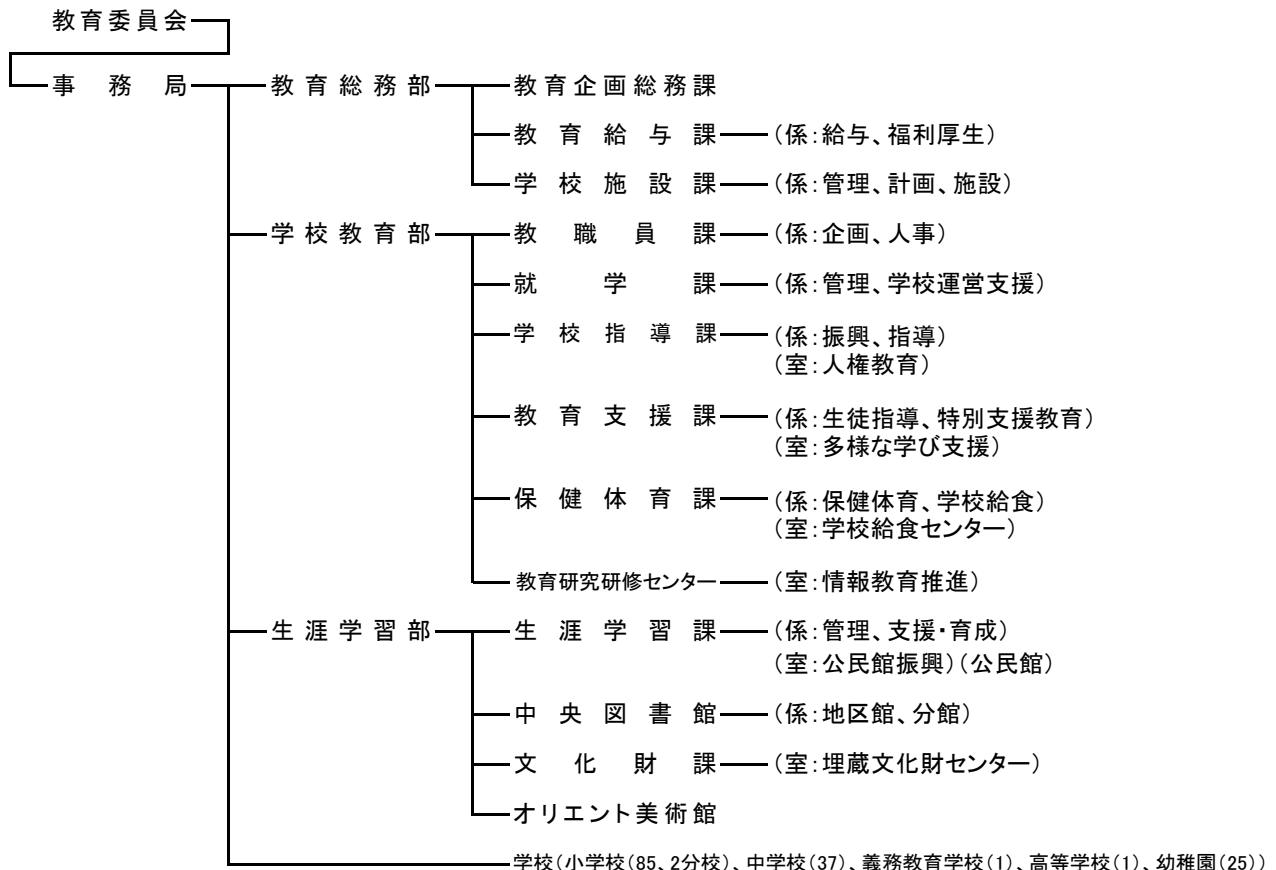 教育委員会
事務局 教育総務部 教育企画総務課
教育給与課 (係:給与、福利厚生)
学校施設課 (係:管理、計画、施設)
学校教育部 教職員課 (係:企画、人事)
就学課 (係:管理、学校運営支援)
学校指導課 (係:振興、指導)
(室:人権教育)
教育支援課 (係:生徒指導、特別支援教育)
(室:多様な学び支援)
保健体育課 (係:保健体育、学校給食)
(室:学校給食センター)
教育研究研修センター (室:情報教育推進)
生涯学習部 生涯学習課 (係:管理、支援・育成)
(室:公民館振興)(公民館)
中央図書館 (係:地区館、分館)
文化財課 (室:埋蔵文化財センター)
オリエント美術館
学校(小学校(85、2分校)、中学校(37)、義務教育学校(1)、高等学校(1)、幼稚園(25))